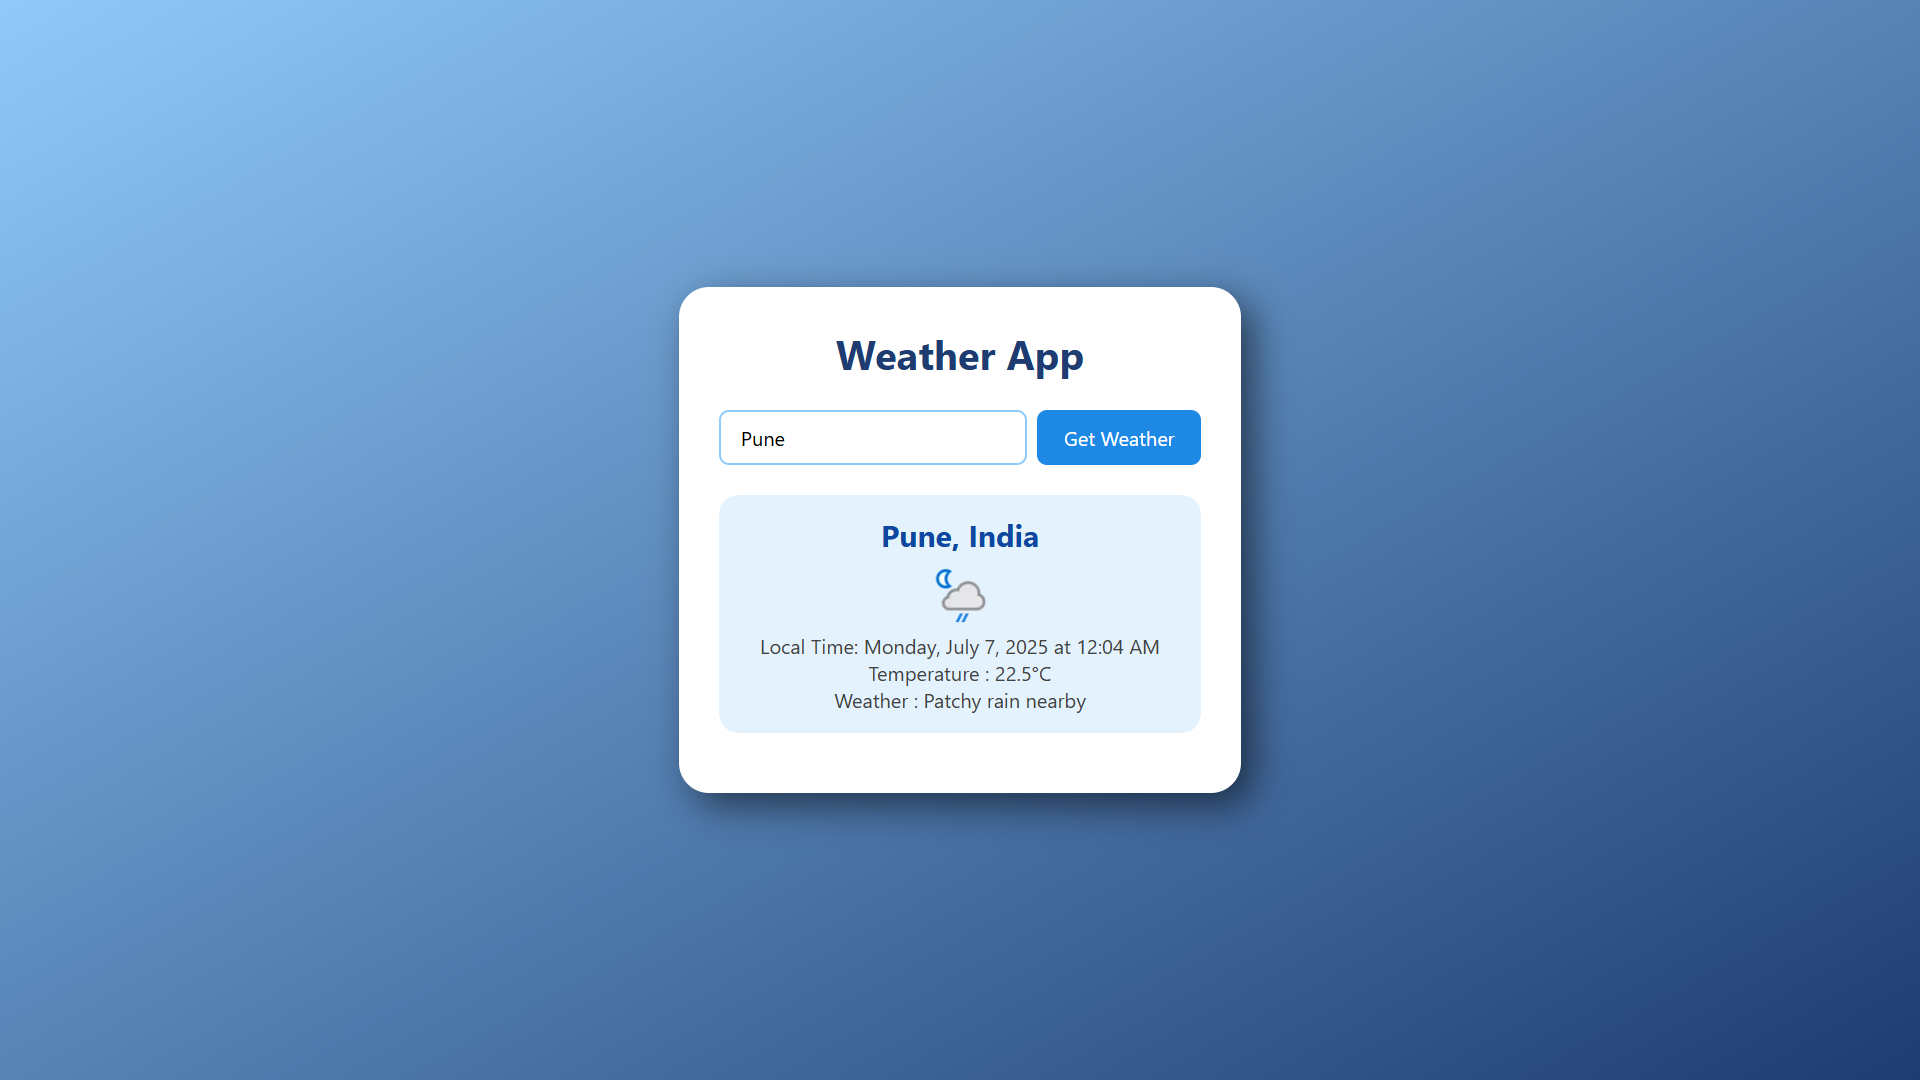 Weather App
Pune
Get Weather
Pune, India
Local Time: Monday, July 7, 2025 at 12:04 AM
Temperature : 22.5°C
Weather : Patchy rain nearby